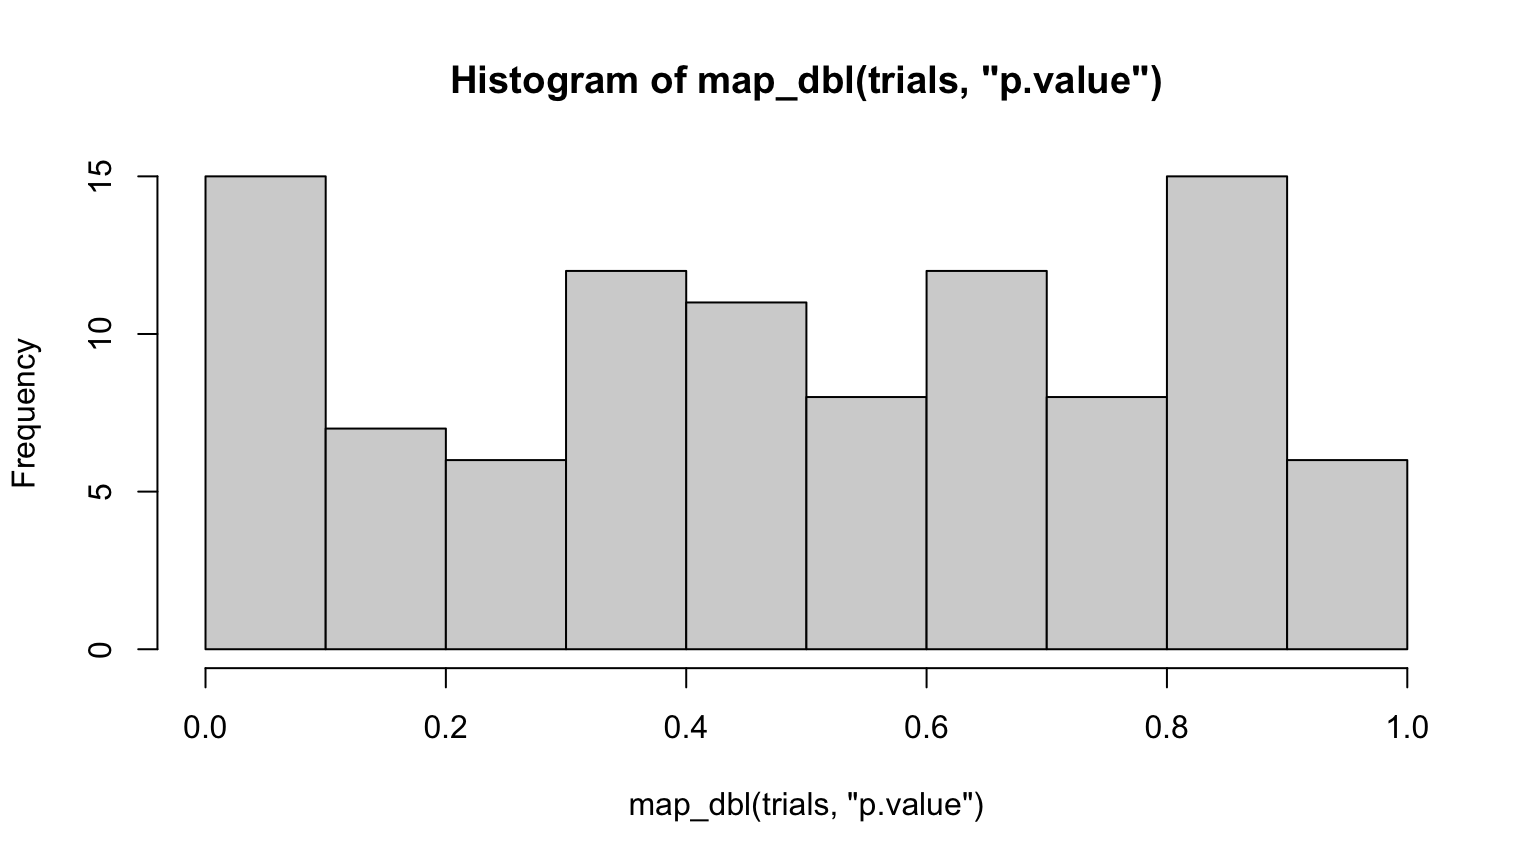 Histogram of map_dbl(trials, "p.value")
Frequency
15
10
5
0
0.0 0.2 0.4 0.6 0.8 1.0
map_dbl(trials, "p.value")